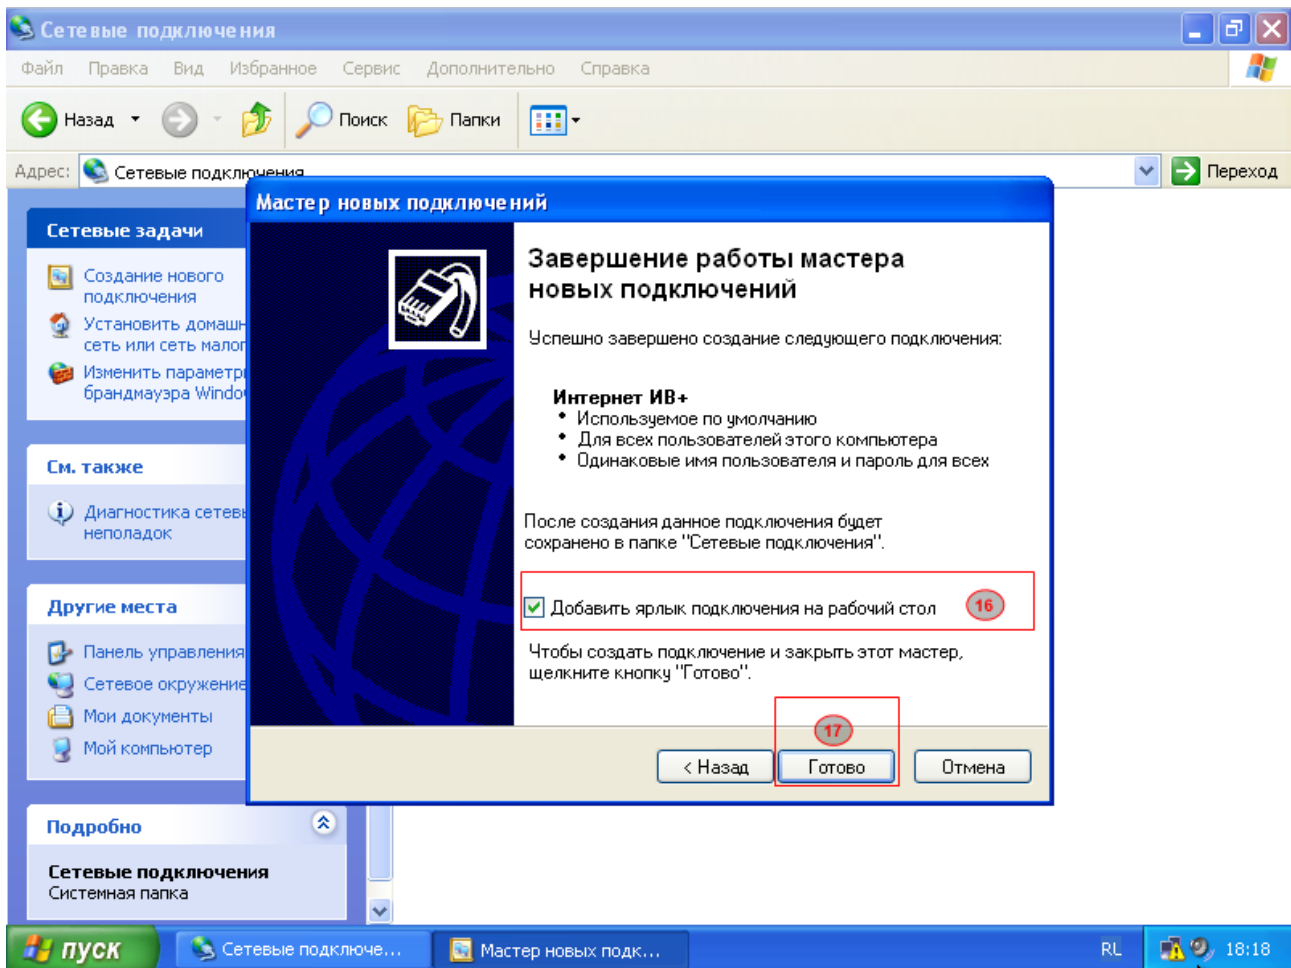 Сетевые подключения
Файл Правка Вид Избранное Сервис Дополнительно Справка
Назад Поиск Папки
Адрес: Сетевые подключения Переход
Сетевые задачи
Создание нового
подключения
Установить
сеть или сеть
Изменить
брандмауэра
См. также
Диагностика
неполадок
Другие места
Панель управления
Сетевое окружение
Мои документы
Мой компьютер
Подробно
Сетевые подключения
Системная папка
Мастер новых подключений
Завершение работы мастера
новых подключений
Успешно завершено создание следующего подключения:
Интернет ИВ+
• Используемое по умолчанию
• Для всех пользователей этого компьютера
• Одинаковые имя пользователя и пароль для всех
После создания данное подключения будет
сохранено в папке "Сетевые подключения".
Добавить ярлык подключения на рабочий стол 16
Чтобы создать подключение и закрыть этот мастер,
щелкните кнопку "Готово".
17
< Назад Готово Отмена
пуск Сетевые подключе... Мастер новых подк... RL 18:18